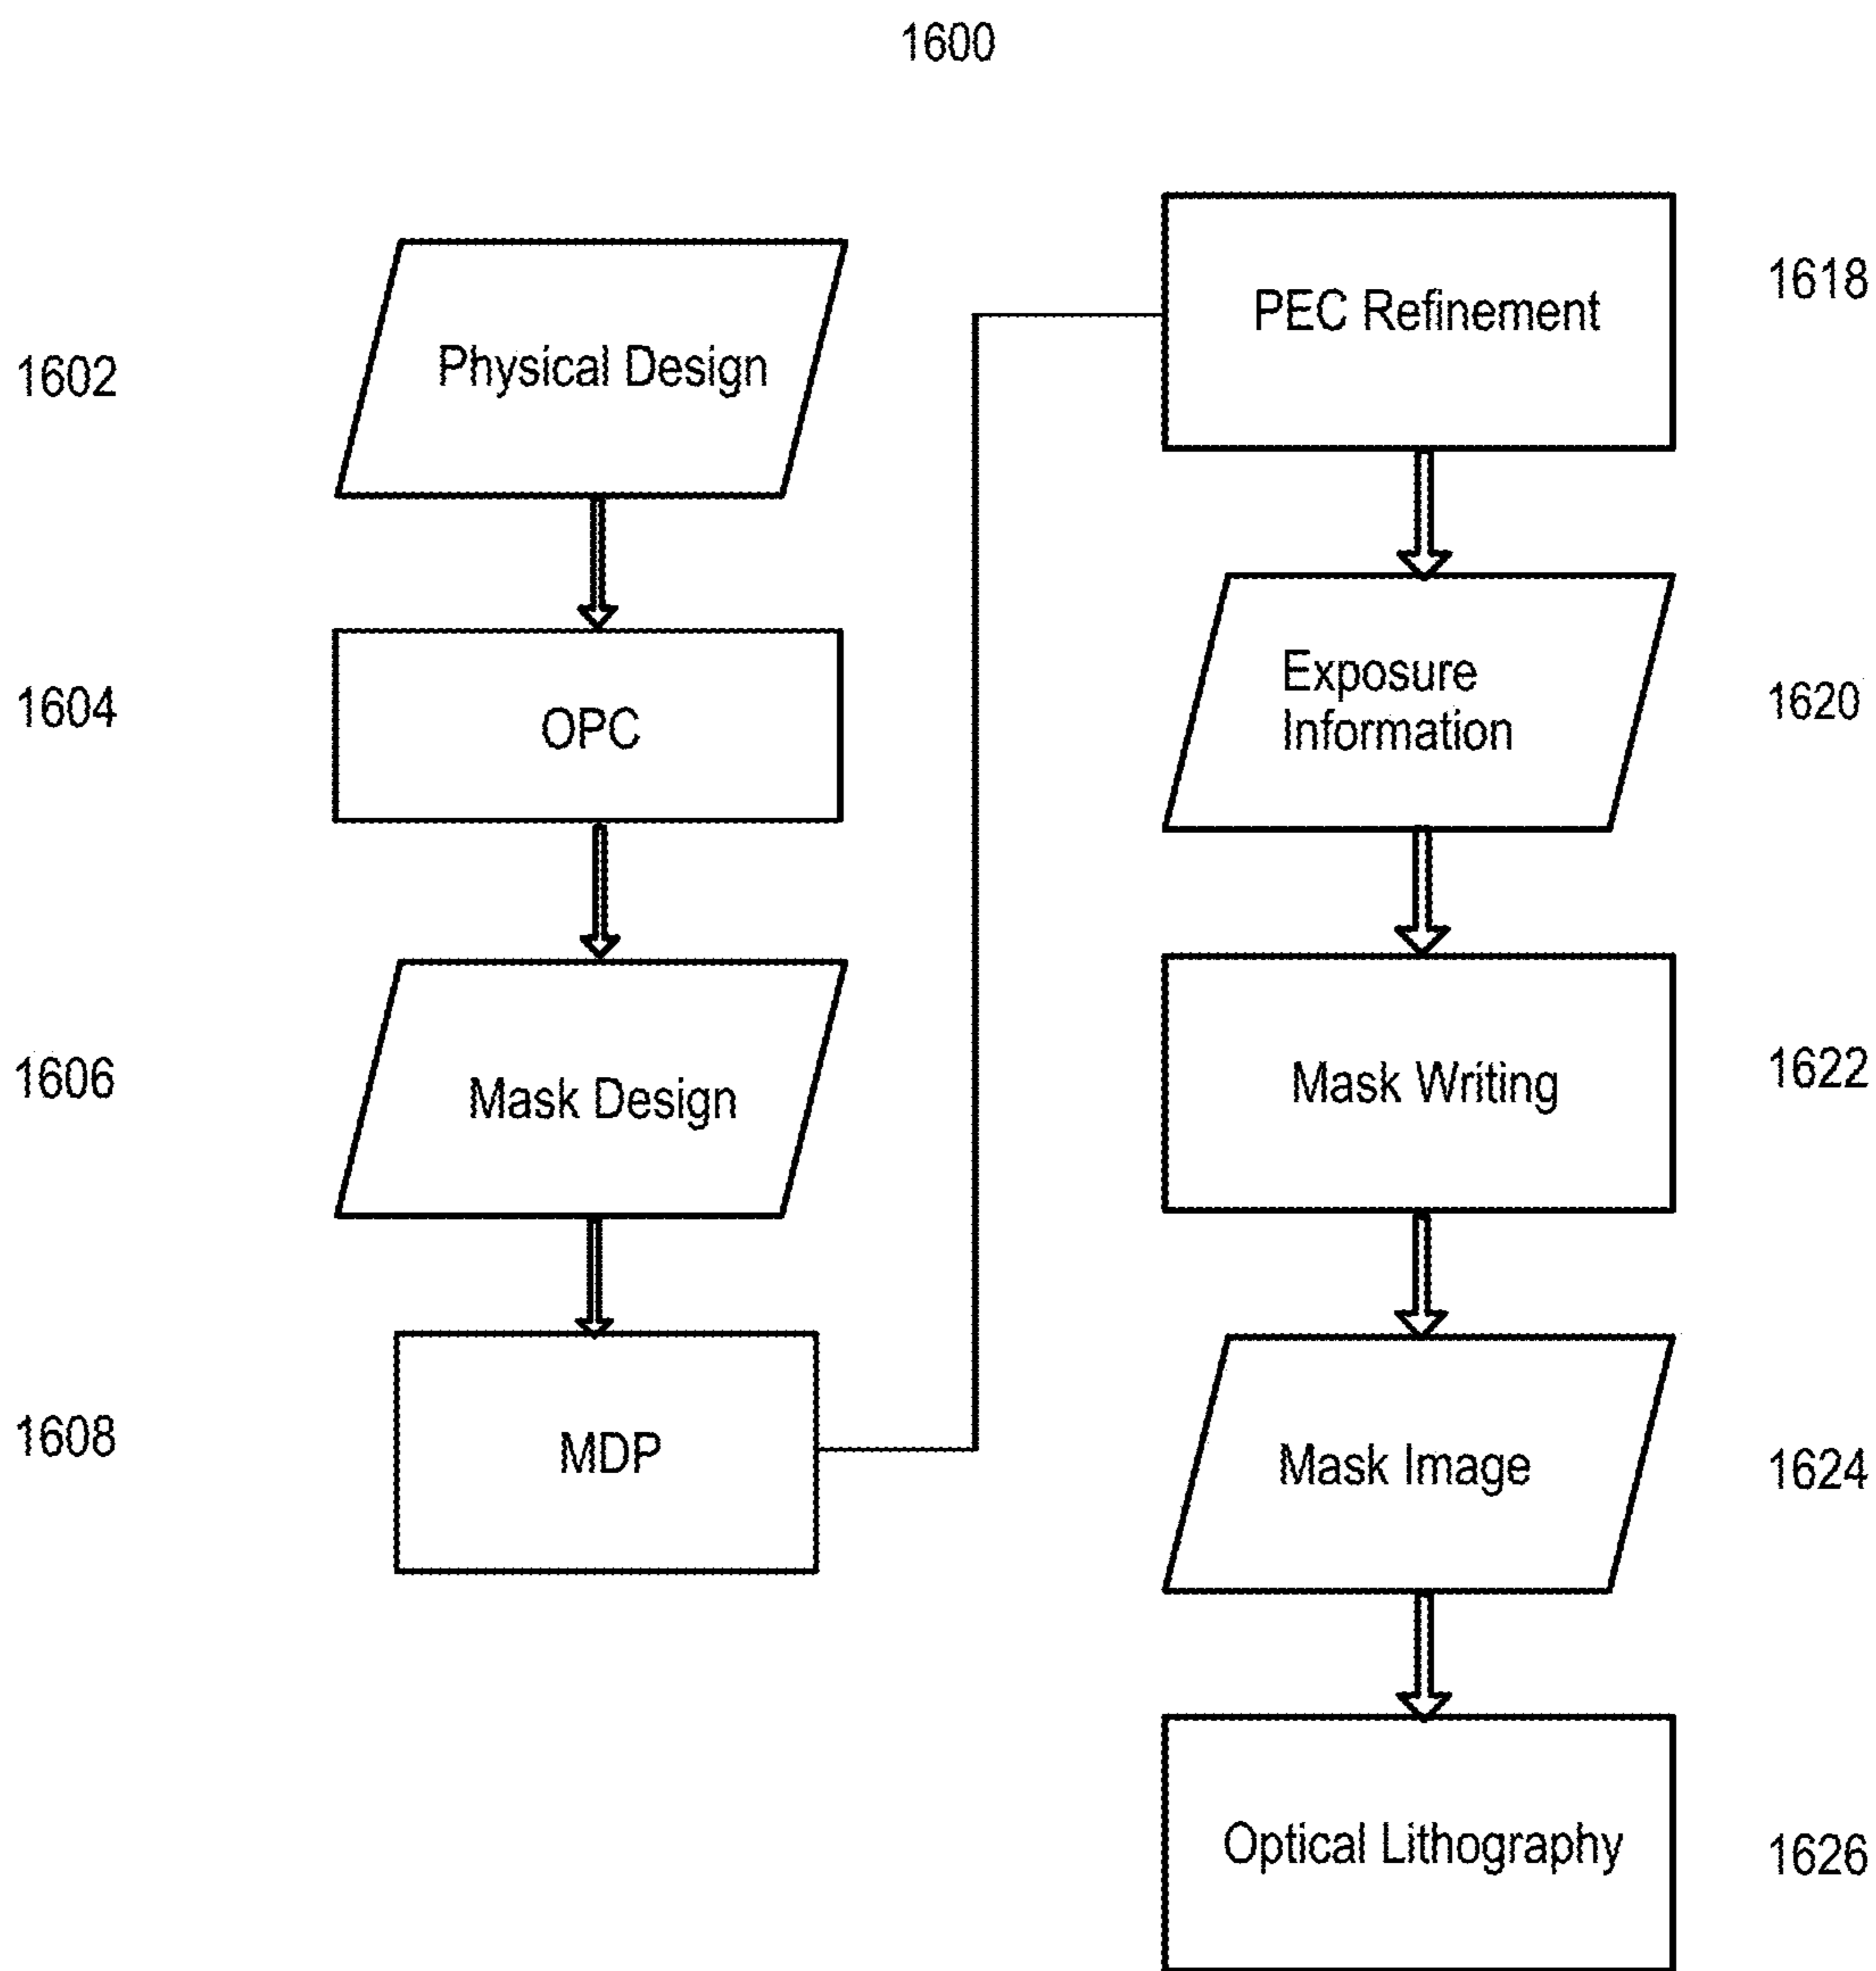 1600
1602
Physical Design
1604
OPC
1606
Mask Design
1608
MDP
PEC Refinement
1618
Exposure
Information
1620
Mask Writing
1622
Mask Image
1624
Optical Lithography
1626